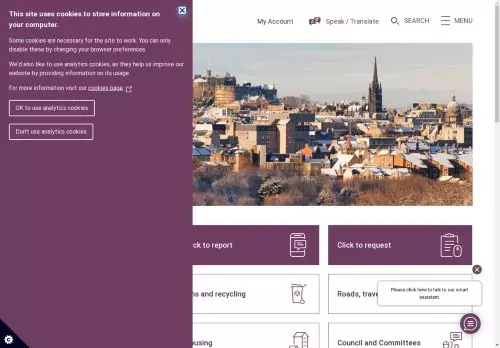 This site uses cookies to store information on
your computer.
Some cookies are necessary for the site to work. You can only
disable these by changing your browser preferences.
We'd also like to use analytics cookies, as they help us improve our
website by providing information on its usage.
For more information visit our cookies page
OK to use analytics cookies
Don't use analytics cookies
My Account
Speak / Translate
SEARCH
MENU
to report
Click to request
and recycling
Roads,
Please click here to talk to our smart
assistant.
Council and Committees